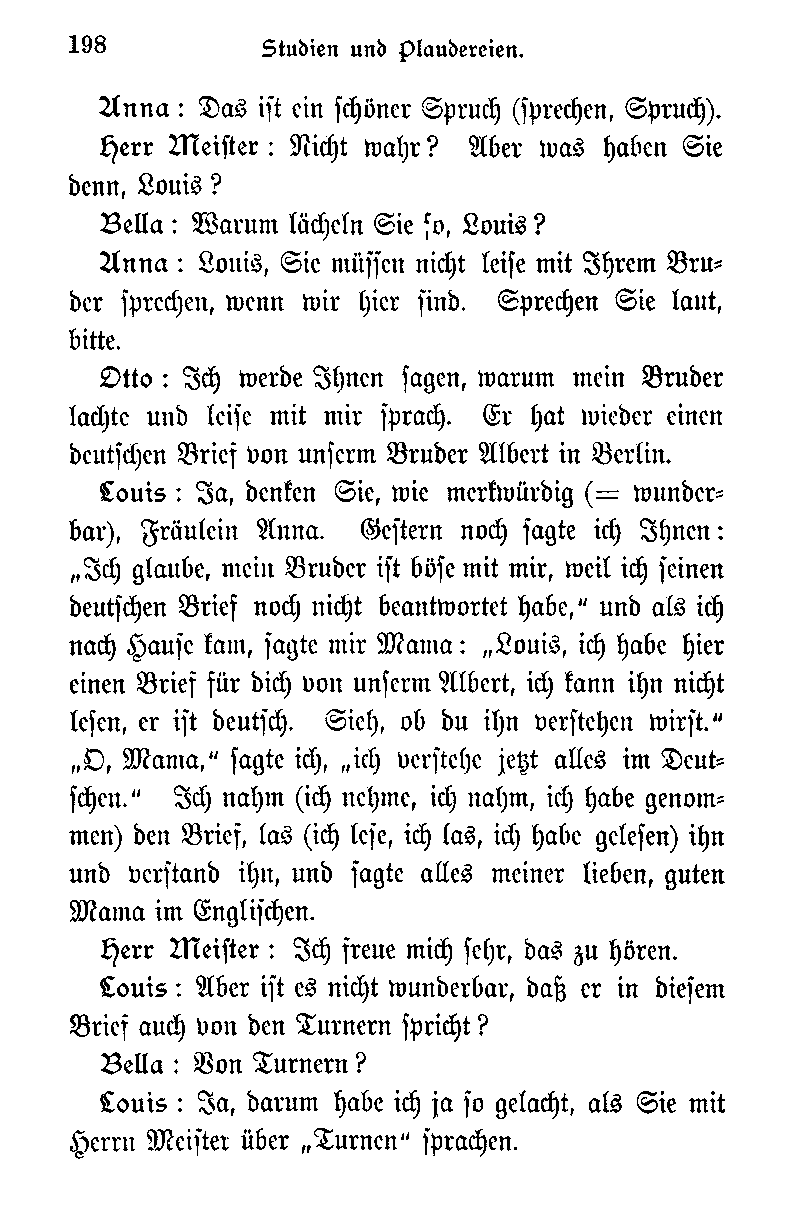 198 Studien und Plaudereien.
Anna: Das ist ein schöner Spruch (sprechen, Spruch).
Herr Meister: Nicht wahr? Aber was haben Sie
denn, Louis?
Bella: Warum lächeln Sie so, Louis?
Anna: Louis, Sie müssen nicht leise mit Ihrem Bru-
der sprechen, wenn wir hier sind. Sprechen Sie laut,
bitte.
Otto: Ich werde Ihnen sagen, warum mein Bruder
lachte und leise mit mir sprach. Er hat wieder einen
deutschen Brief von unserm Bruder Albert in Berlin.
Louis: Ja, denken Sie, wie merkwürdig (= wunder-
bar), Fräulein Anna. Gestern noch sagte ich Ihnen:
„Ich glaube, mein Bruder ist böse mit mir, weil ich seinen
deutschen Brief noch nicht beantwortet habe,“ und als ich
nach Hause kam, sagte mir Mama: „Louis, ich habe hier
einen Brief für dich von unserm Albert, ich kann ihn nicht
lesen, er ist deutsch. Sieh, ob du ihn verstehen wirst.“
„O, Mama,“ sagte ich, „ich verstehe jetzt alles im Deut-
schen.“ Ich nahm (ich nehme, ich nahm, ich habe genom-
men) den Brief, las (ich lese, ich las, ich habe gelesen) ihn
und verstand ihn, und sagte alles meiner lieben, guten
Mama im Englischen.
Herr Meister: Ich freue mich sehr, das zu hören.
Louis: Aber ist es nicht wunderbar, daß er in diesem
Brief auch von den Turnern spricht?
Bella: Von Turnern?
Louis: Ja, darum habe ich ja so gelacht, als Sie mit
Herrn Meister über „Turnen“ sprachen.